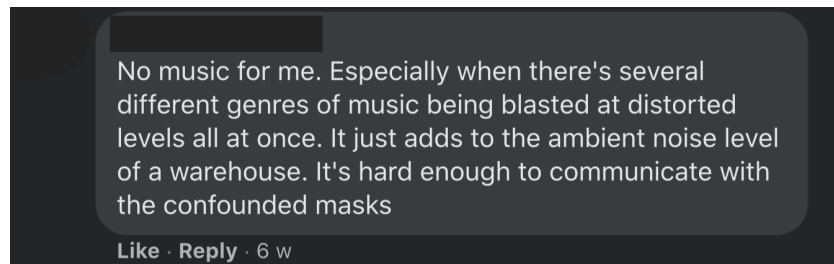 No music for me. Especially when there's several
different genres of music being blasted at distorted
levels all at once. It just adds to the ambient noise level
of a warehouse. It's hard enough to communicate with
the confounded masks
Like · Reply · 6 w